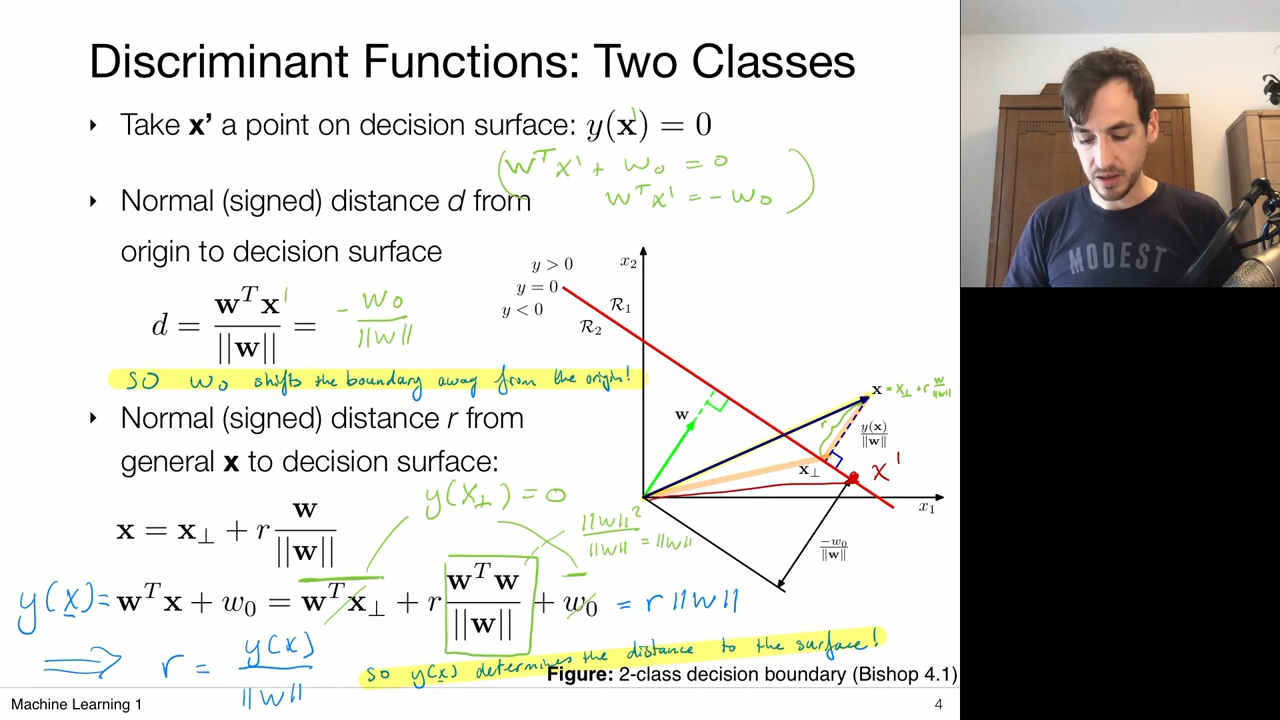 Discriminant Functions: Two Classes
‣ Take x' a point on decision surface: y(x') = 0
(wᵀx' + w₀ = 0
wᵀx' = -w₀)
‣ Normal (signed) distance d from
origin to decision surface
d = wᵀx' / ||w|| = - w₀ / ||w||
so w₀ shifts the boundary away from the origin!
‣ Normal (signed) distance r from
general x to decision surface:
y(x⊥) = 0
x = x⊥ + r w / ||w||
||w||² / ||w|| = ||w||
y(x) = wᵀx + w₀ = wᵀx⊥ + r wᵀw / ||w|| + w₀ = r ||w||
⟹ r = y(x) / ||w||
so y(x) determines the distance to the surface!
y > 0
y = 0
y < 0
x₂
R₁
R₂
w
x = x⊥ + r w / ||w||
r
y(x) / ||w||
x⊥
x'
x₁
-w₀ / ||w||
Figure: 2-class decision boundary (Bishop 4.1)
Machine Learning 1
4
MODEST